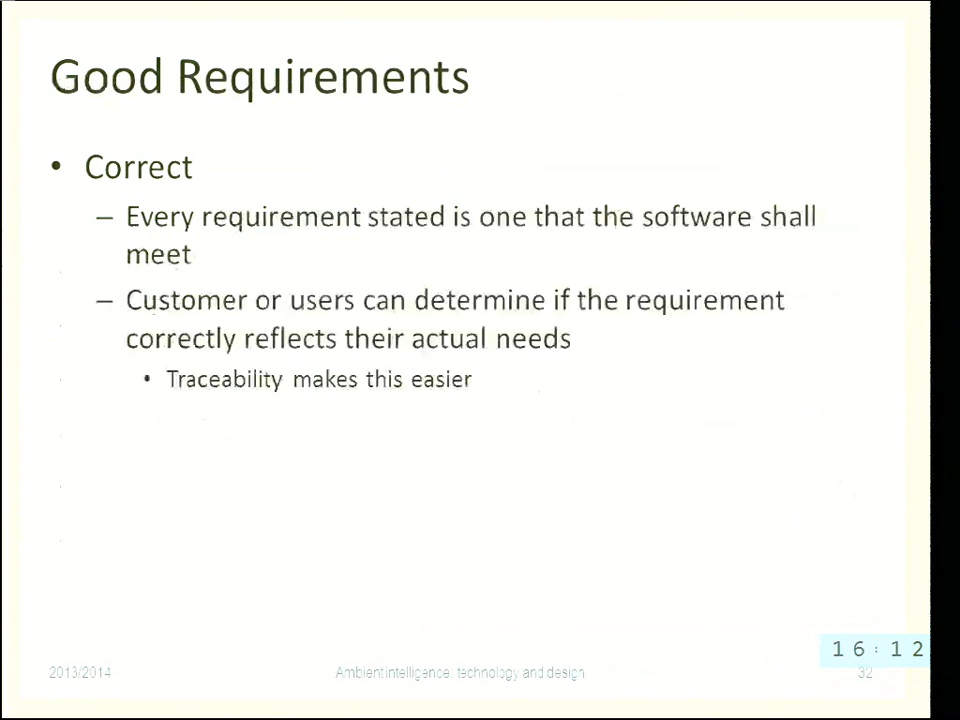 Good Requirements
• Correct
– Every requirement stated is one that the software shall
meet
– Customer or users can determine if the requirement
correctly reflects their actual needs
• Traceability makes this easier
16:12
2013/2014
Ambient intelligence: technology and design
32